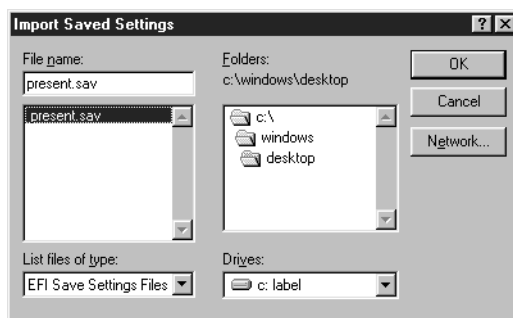 Import Saved Settings
File name:
present.sav
present.sav
List files of type:
EFI Save Settings Files
Folders:
c:\windows\desktop
c:\
windows
desktop
Drives:
c: label
OK
Cancel
Network...